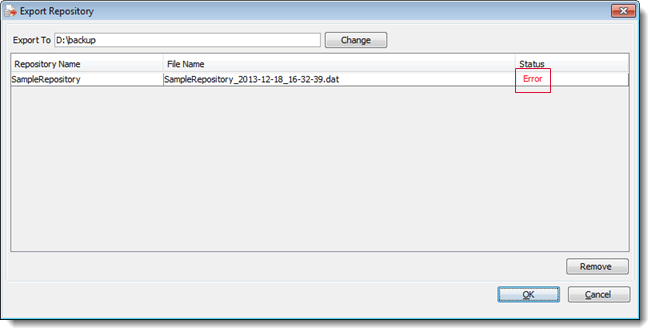 Export Repository
Export To D:\backup Change
Repository Name File Name Status
SampleRepository SampleRepository_2013-12-18_16-32-39.dat Error
Remove
OK Cancel